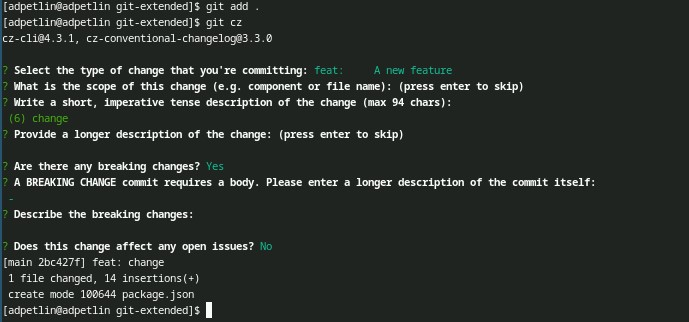 [adpetlin@adpetlin git-extended]$ git add .
[adpetlin@adpetlin git-extended]$ git cz
cz-cli@4.3.1, cz-conventional-changelog@3.3.0
? Select the type of change that you're committing: feat:     A new feature
? What is the scope of this change (e.g. component or file name): (press enter to skip)
? Write a short, imperative tense description of the change (max 94 chars):
(6) change
? Provide a longer description of the change: (press enter to skip)
? Are there any breaking changes? Yes
? A BREAKING CHANGE commit requires a body. Please enter a longer description of the commit itself:
-
? Describe the breaking changes:
? Does this change affect any open issues? No
[main 2bc427f] feat: change
1 file changed, 14 insertions(+)
create mode 100644 package.json
[adpetlin@adpetlin git-extended]$